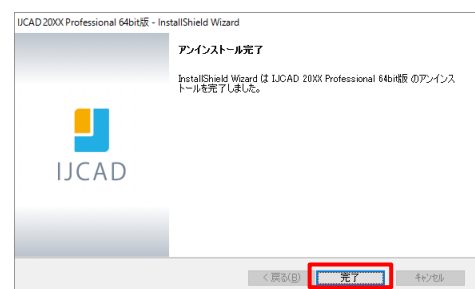 IJCAD 20XX Professional 64bit版 - InstallShield Wizard
アンインストール完了
InstallShield Wizard は IJCAD 20XX Professional 64bit版 のアンインス
トールを完了しました。
IJCAD
< 戻る(B)
完了
キャンセル